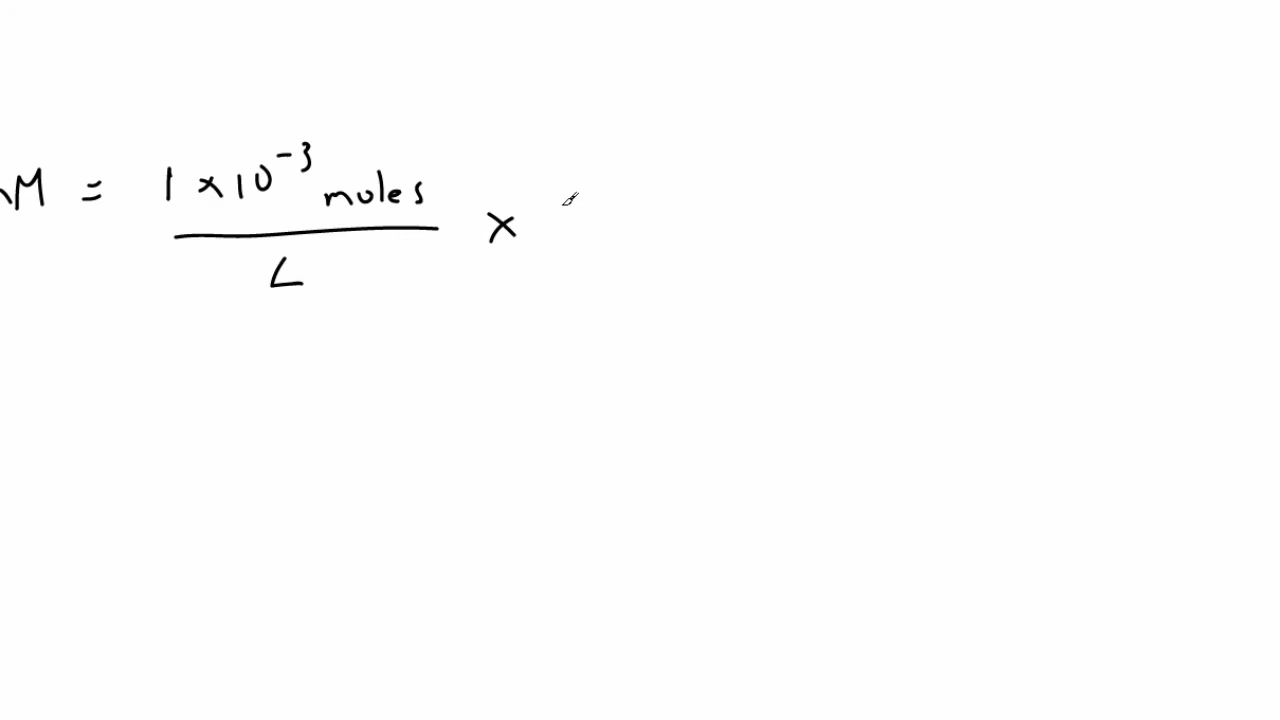 M = 1 × 10⁻³ moles ×
L